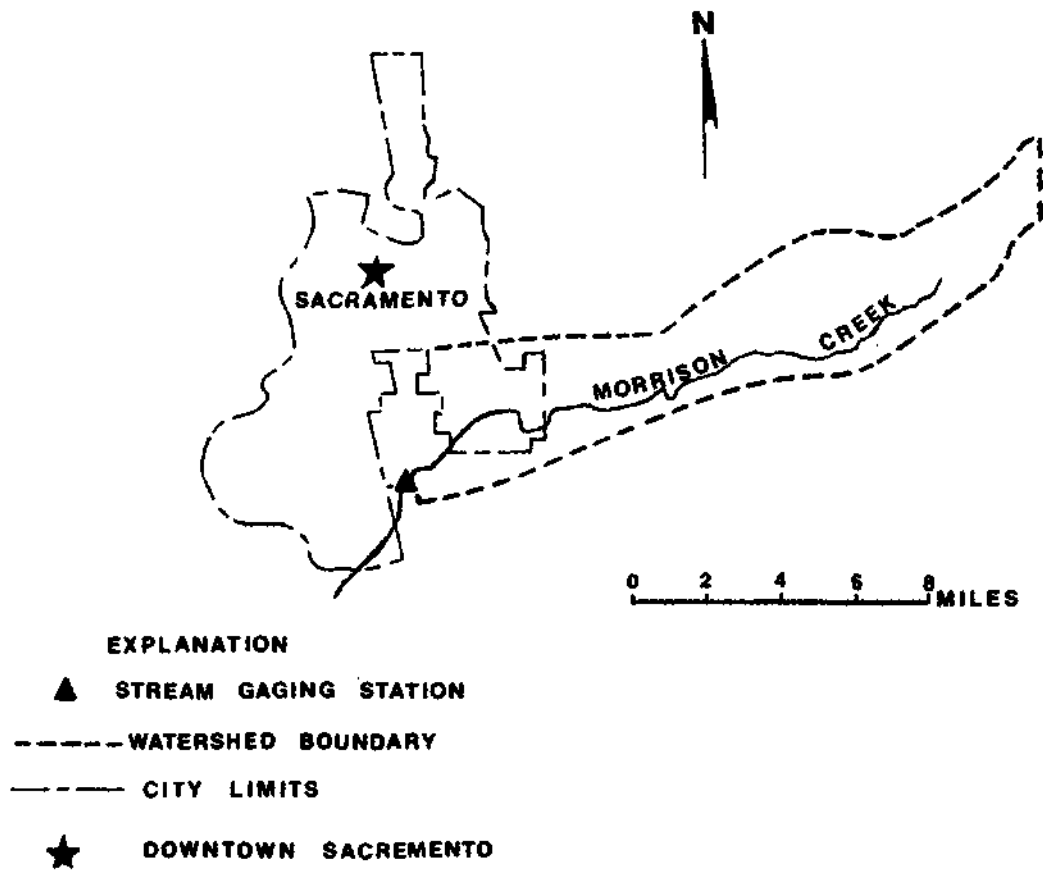 N
SACRAMENTO
MORRISON CREEK
0 2 4 6 8 MILES
EXPLANATION
STREAM GAGING STATION
WATERSHED BOUNDARY
CITY LIMITS
DOWNTOWN SACREMENTO